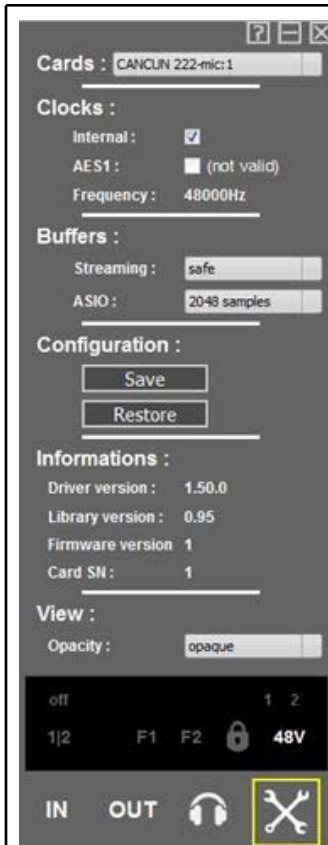 ?
Cards : CANCUN 222-mic:1
Clocks :
Internal :
AES1 : (not valid)
Frequency : 48000Hz
Buffers :
Streaming : safe
ASIO : 2048 samples
Configuration :
Save
Restore
Informations :
Driver version : 1.50.0
Library version : 0.95
Firmware version 1
Card SN : 1
View :
Opacity : opaque
off 1 2
1|2 F1 F2 48V
IN OUT